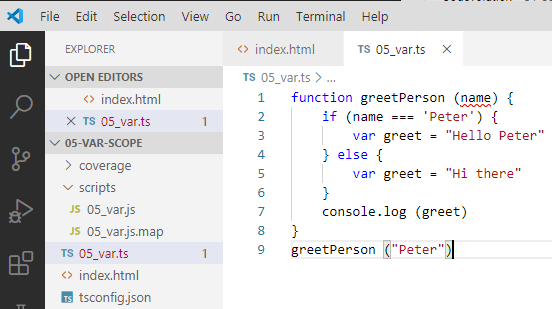 File Edit Selection View Go Run Terminal Help
EXPLORER
OPEN EDITORS
index.html
TS 05_var.ts 1
05-VAR-SCOPE
coverage
scripts
JS 05_var.js
JS 05_var.js.map
TS 05_var.ts 1
index.html
tsconfig.json
index.html TS 05_var.ts
TS 05_var.ts > ...
1 function greetPerson (name) {
2 if (name === 'Peter') {
3 var greet = "Hello Peter"
4 } else {
5 var greet = "Hi there"
6 }
7 console.log (greet)
8 }
9 greetPerson ("Peter")